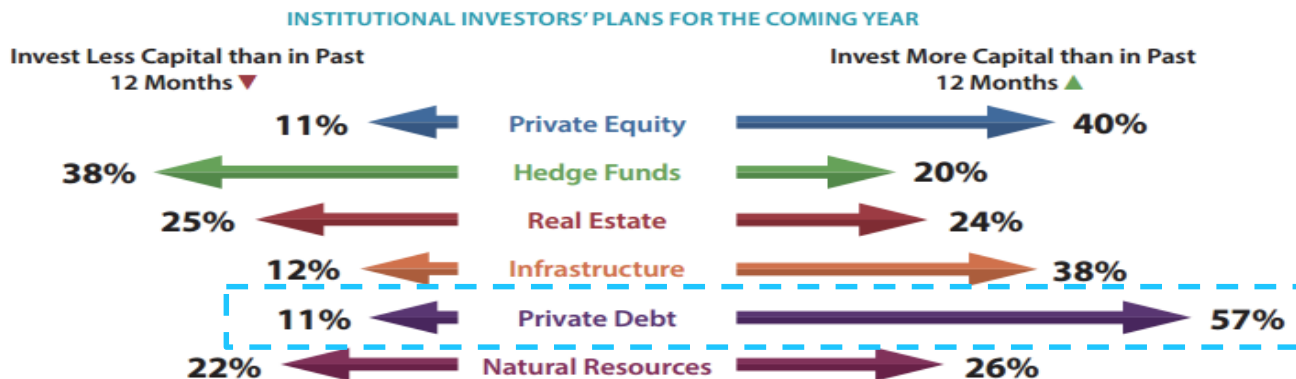 INSTITUTIONAL INVESTORS' PLANS FOR THE COMING YEAR
Invest Less Capital than in Past
12 Months
Invest More Capital than in Past
12 Months
11% Private Equity 40%
38% Hedge Funds 20%
25% Real Estate 24%
12% Infrastructure 38%
11% Private Debt 57%
22% Natural Resources 26%